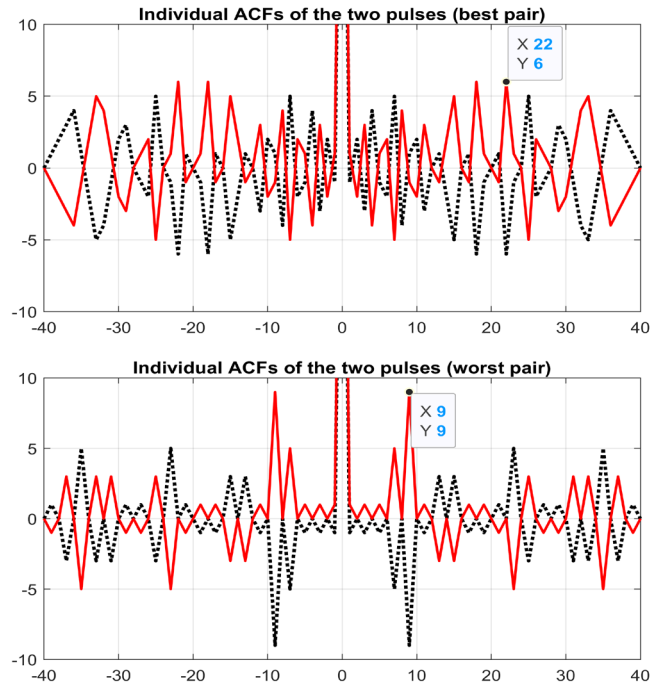 Individual ACFs of the two pulses (best pair)
10
5
0
-5
-10
X 22
Y 6
-40 -30 -20 -10 0 10 20 30 40
Individual ACFs of the two pulses (worst pair)
10
5
0
-5
-10
X 9
Y 9
-40 -30 -20 -10 0 10 20 30 40